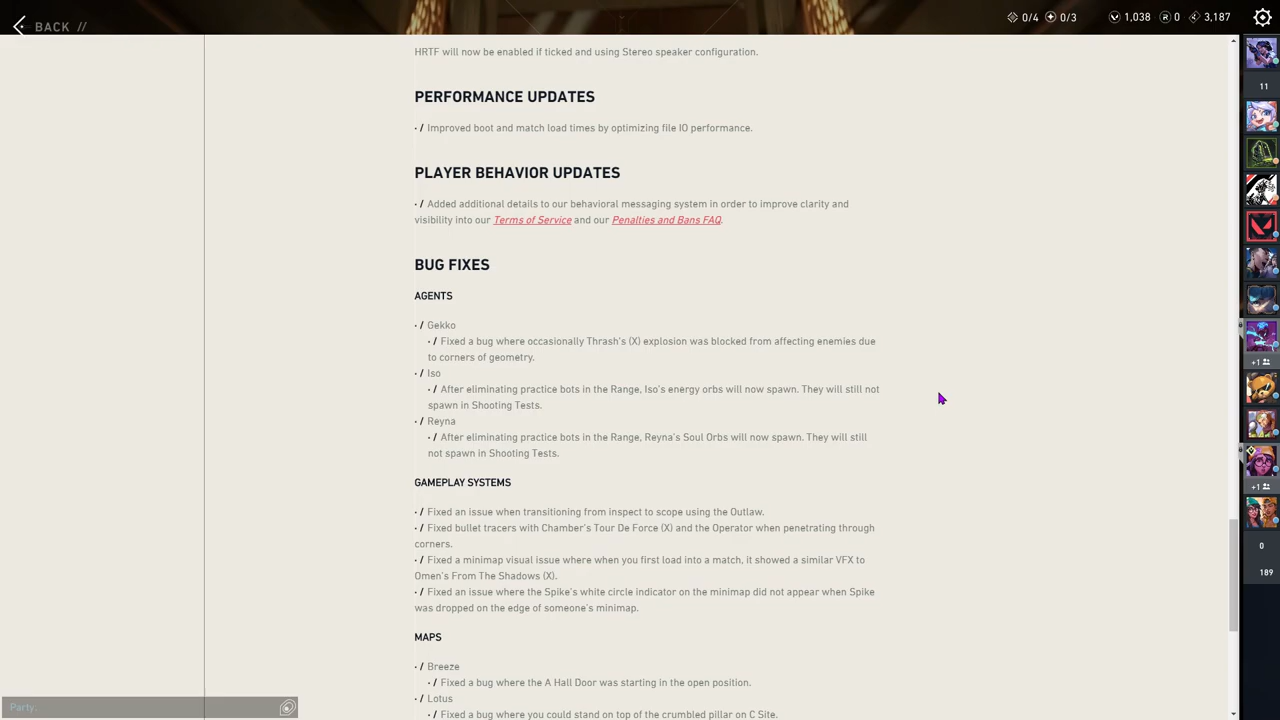 BACK //
0/4 0/3 1,038 R 0 3,187
HRTF will now be enabled if ticked and using Stereo speaker configuration.
PERFORMANCE UPDATES
· / Improved boot and match load times by optimizing file IO performance.
PLAYER BEHAVIOR UPDATES
· / Added additional details to our behavioral messaging system in order to improve clarity and
visibility into our Terms of Service and our Penalties and Bans FAQ.
BUG FIXES
AGENTS
· / Gekko
· / Fixed a bug where occasionally Thrash's (X) explosion was blocked from affecting enemies due
to corners of geometry.
· / Iso
· / After eliminating practice bots in the Range, Iso's energy orbs will now spawn. They will still not
spawn in Shooting Tests.
· / Reyna
· / After eliminating practice bots in the Range, Reyna's Soul Orbs will now spawn. They will still
not spawn in Shooting Tests.
GAMEPLAY SYSTEMS
· / Fixed an issue when transitioning from inspect to scope using the Outlaw.
· / Fixed bullet tracers with Chamber's Tour De Force (X) and the Operator when penetrating through
corners.
· / Fixed a minimap visual issue where when you first load into a match, it showed a similar VFX to
Omen's From The Shadows (X).
· / Fixed an issue where the Spike's white circle indicator on the minimap did not appear when Spike
was dropped on the edge of someone's minimap.
MAPS
· / Breeze
· / Fixed a bug where the A Hall Door was starting in the open position.
· / Lotus
· / Fixed a bug where you could stand on top of the crumbled pillar on C Site.
Party:
11
+1
+1
0
189